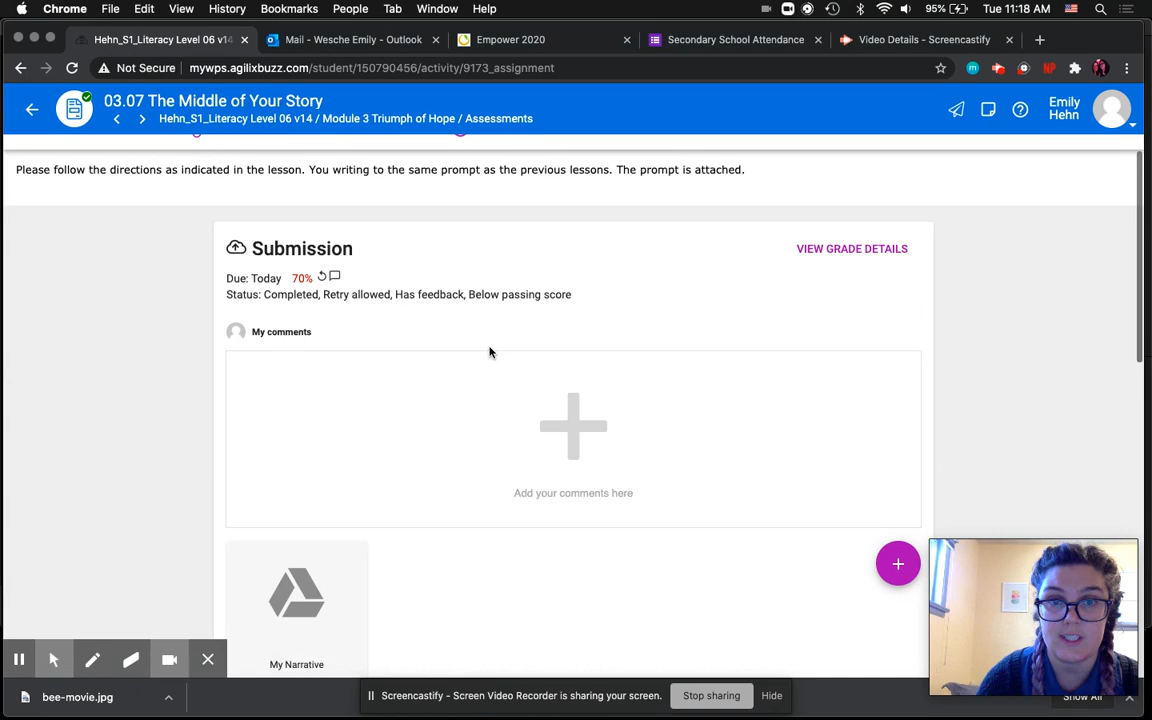 Chrome File Edit View History Bookmarks People Tab Window Help 95% Tue 11:18 AM
Hehn_S1_Literacy Level 06 v14 Mail - Wesche Emily - Outlook Empower 2020 Secondary School Attendance Video Details - Screencastify
Not Secure mywps.agilixbuzz.com/student/150790456/activity/9173_assignment
03.07 The Middle of Your Story
Hehn_S1_Literacy Level 06 v14 / Module 3 Triumph of Hope / Assessments
Emily
Hehn
Please follow the directions as indicated in the lesson. You writing to the same prompt as the previous lessons. The prompt is attached.
Submission
VIEW GRADE DETAILS
Due: Today 70%
Status: Completed, Retry allowed, Has feedback, Below passing score
My comments
Add your comments here
+
My Narrative
bee-movie.jpg
Screencastify - Screen Video Recorder is sharing your screen. Stop sharing Hide
Show All